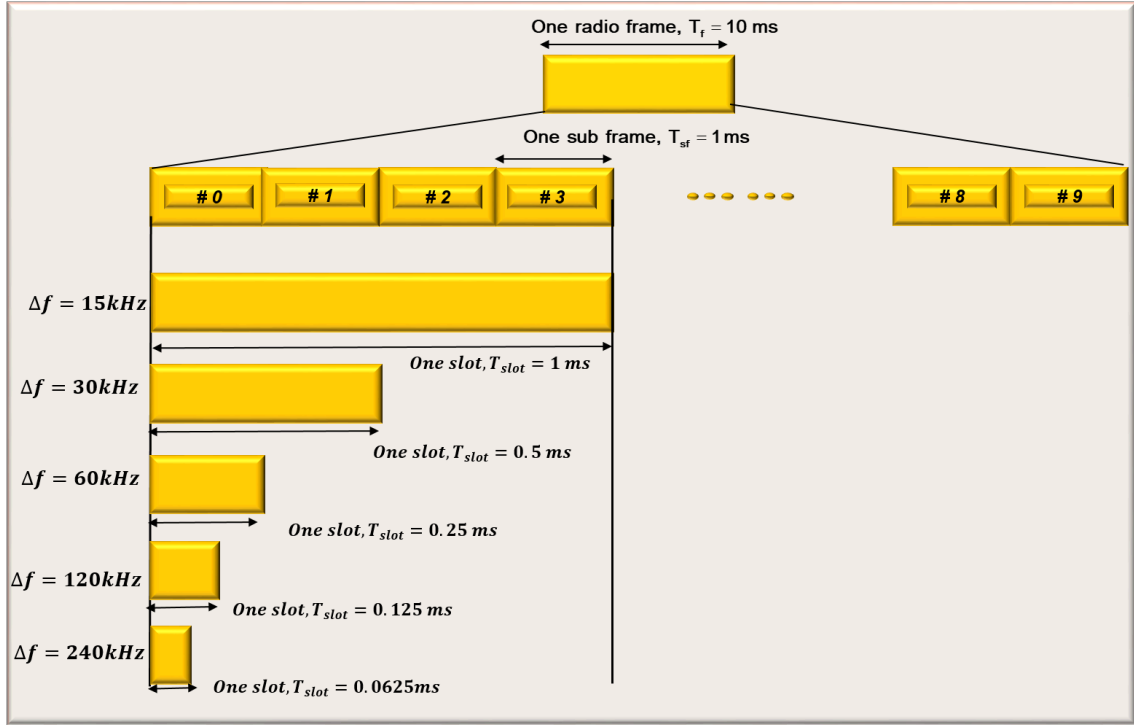 One radio frame, T_f = 10 ms
One sub frame, T_sf = 1 ms
# 0 # 1 # 2 # 3 # 8 # 9
Δf = 15kHz
One slot, T_slot = 1 ms
Δf = 30kHz
One slot, T_slot = 0.5 ms
Δf = 60kHz
One slot, T_slot = 0.25 ms
Δf = 120kHz
One slot, T_slot = 0.125 ms
Δf = 240kHz
One slot, T_slot = 0.0625ms